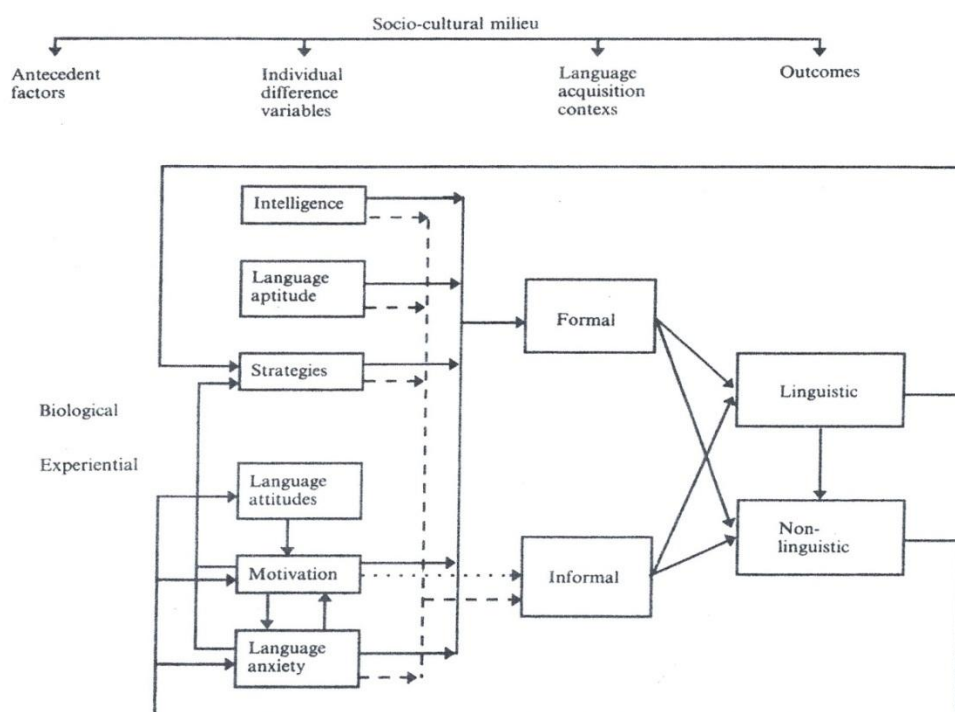 Socio-cultural milieu
Antecedent
factors
Individual
difference
variables
Language
acquisition
contexs
Outcomes
Intelligence
Language
aptitude
Formal
Strategies
Linguistic
Biological
Experiential
Language
attitudes
Non-
linguistic
Motivation
Informal
Language
anxiety